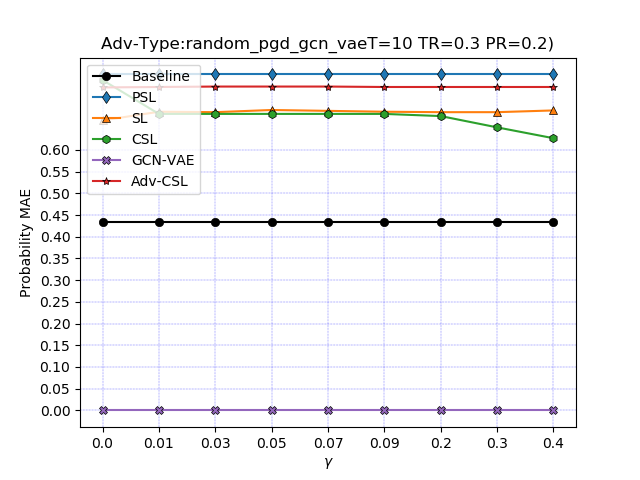 Adv-Type:random_pgd_gcn_vaeT=10 TR=0.3 PR=0.2)
Baseline
PSL
SL
CSL
GCN-VAE
Adv-CSL
Probability MAE
0.60
0.55
0.50
0.45
0.40
0.35
0.30
0.25
0.20
0.15
0.10
0.05
0.00
0.0 0.01 0.03 0.05 0.07 0.09 0.2 0.3 0.4
γ